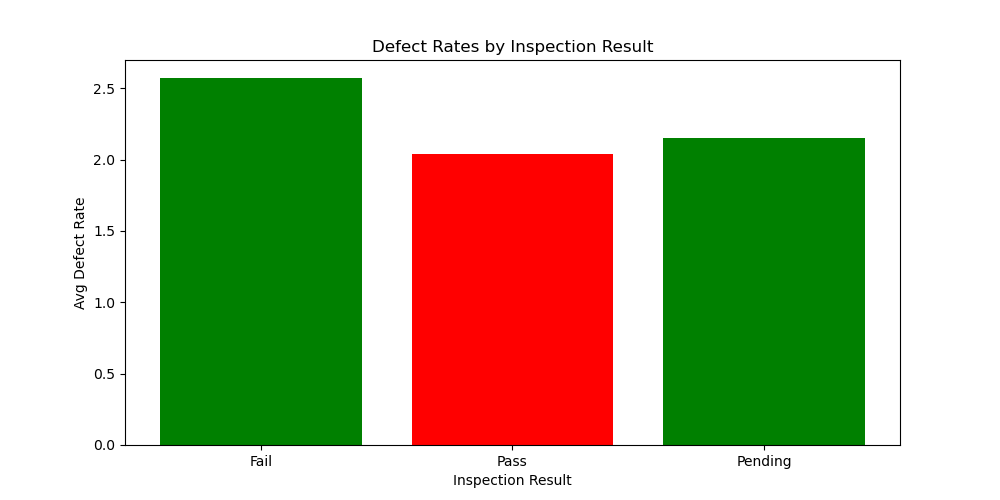 Defect Rates by Inspection Result
Avg Defect Rate
2.5
2.0
1.5
1.0
0.5
0.0
Fail Pass Pending
Inspection Result